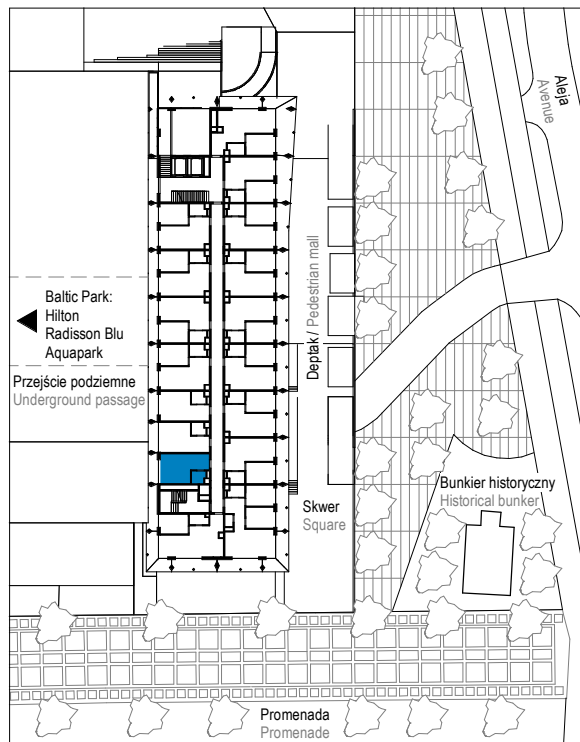 Aleja
Avenue
Baltic Park:
Hilton
Radisson Blu
Aquapark
Przejście podziemne
Underground passage
Deptak / Pedestrian mall
Skwer
Square
Bunkier historyczny
Historical bunker
Promenada
Promenade